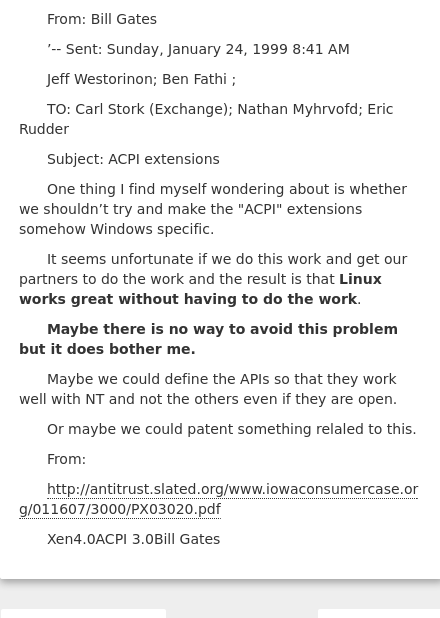 From: Bill Gates
’-- Sent: Sunday, January 24, 1999 8:41 AM
Jeff Westorinon; Ben Fathi ;
TO: Carl Stork (Exchange); Nathan Myhrvofd; Eric
Rudder
Subject: ACPI extensions
One thing I find myself wondering about is whether
we shouldn’t try and make the "ACPI" extensions
somehow Windows specific.
It seems unfortunate if we do this work and get our
partners to do the work and the result is that Linux
works great without having to do the work.
Maybe there is no way to avoid this problem
but it does bother me.
Maybe we could define the APIs so that they work
well with NT and not the others even if they are open.
Or maybe we could patent something relaled to this.
From:
http://antitrust.slated.org/www.iowaconsumercase.or
g/011607/3000/PX03020.pdf
Xen4.0ACPI 3.0Bill Gates